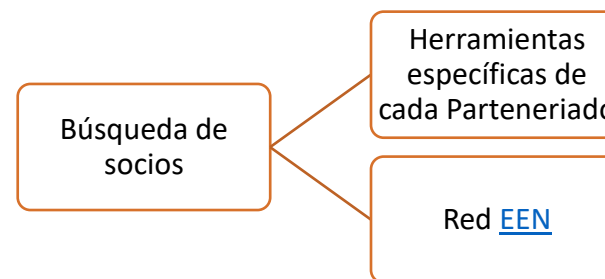 Búsqueda de
socios
Herramientas
específicas de
cada Parteneriado
Red EEN